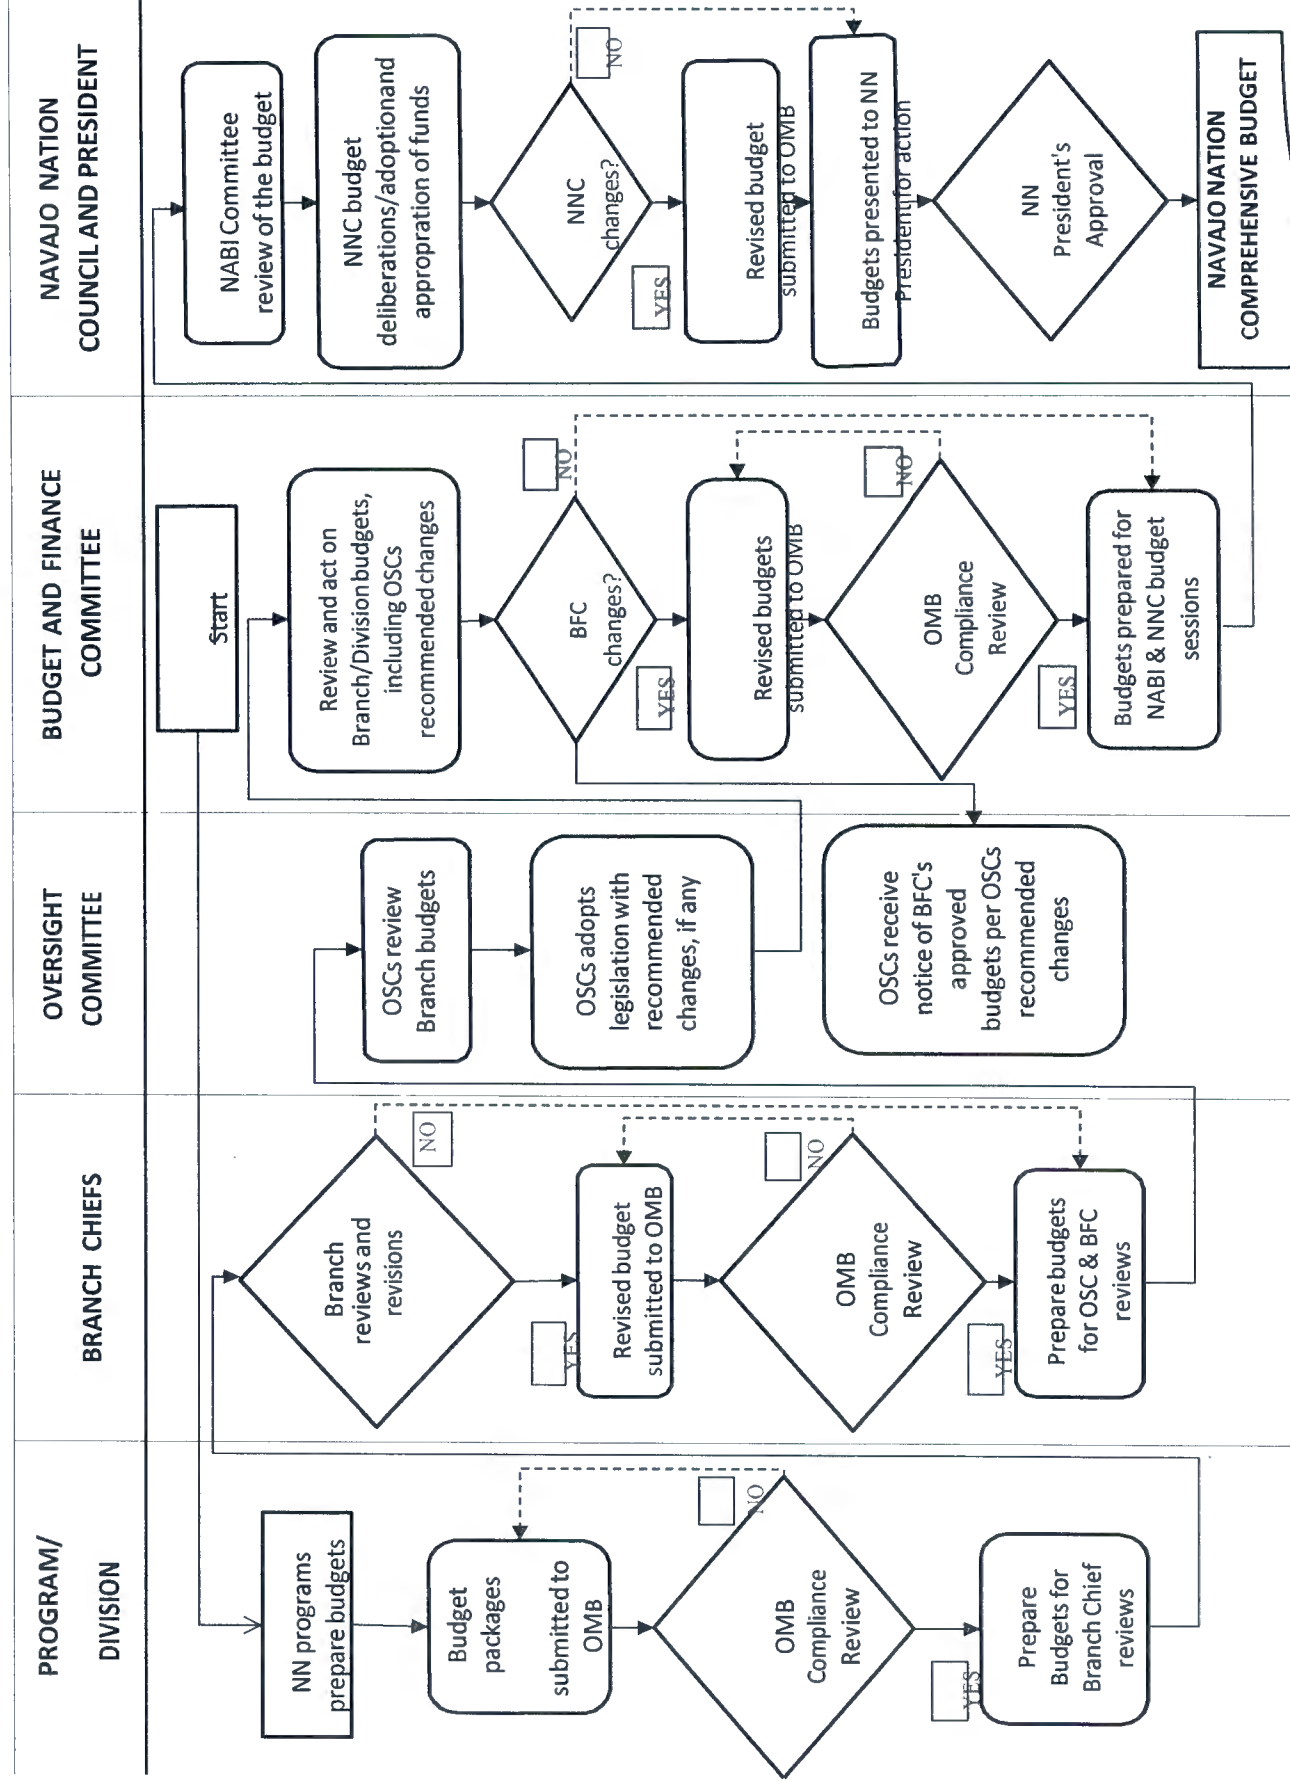 PROGRAM/
DIVISION
BRANCH CHIEFS
OVERSIGHT
COMMITTEE
BUDGET AND FINANCE
COMMITTEE
NAVAJO NATION
COUNCIL AND PRESIDENT
NN programs
prepare budgets
Budget
packages
submitted to
OMB
NO
OMB
Compliance
Review
YES
Prepare
Budgets for
Branch Chief
reviews
Branch
reviews and
revisions
NO
YES
Revised budget
submitted to OMB
NO
OMB
Compliance
Review
YES
Prepare budgets
for OSC & BFC
reviews
OSCs review
Branch budgets
OSCs adopts
legislation with
recommended
changes, if any
OSCs receive
notice of BFC's
approved
budgets per OSCs
recommended
changes
Start
Review and act on
Branch/Division budgets,
including OSCs
recommended changes
NO
BFC
changes?
YES
Revised budgets
submitted to OMB
NO
OMB
Compliance
Review
YES
Budgets prepared for
NABI & NNC budget
sessions
NABI Committee
review of the budget
NNC budget
deliberations/adoptionand
appropration of funds
NO
NNC
changes?
YES
Revised budget
submitted to OMB
Budgets presented to NN
President for action
NN
President's
Approval
NAVAJO NATION
COMPREHENSIVE BUDGET